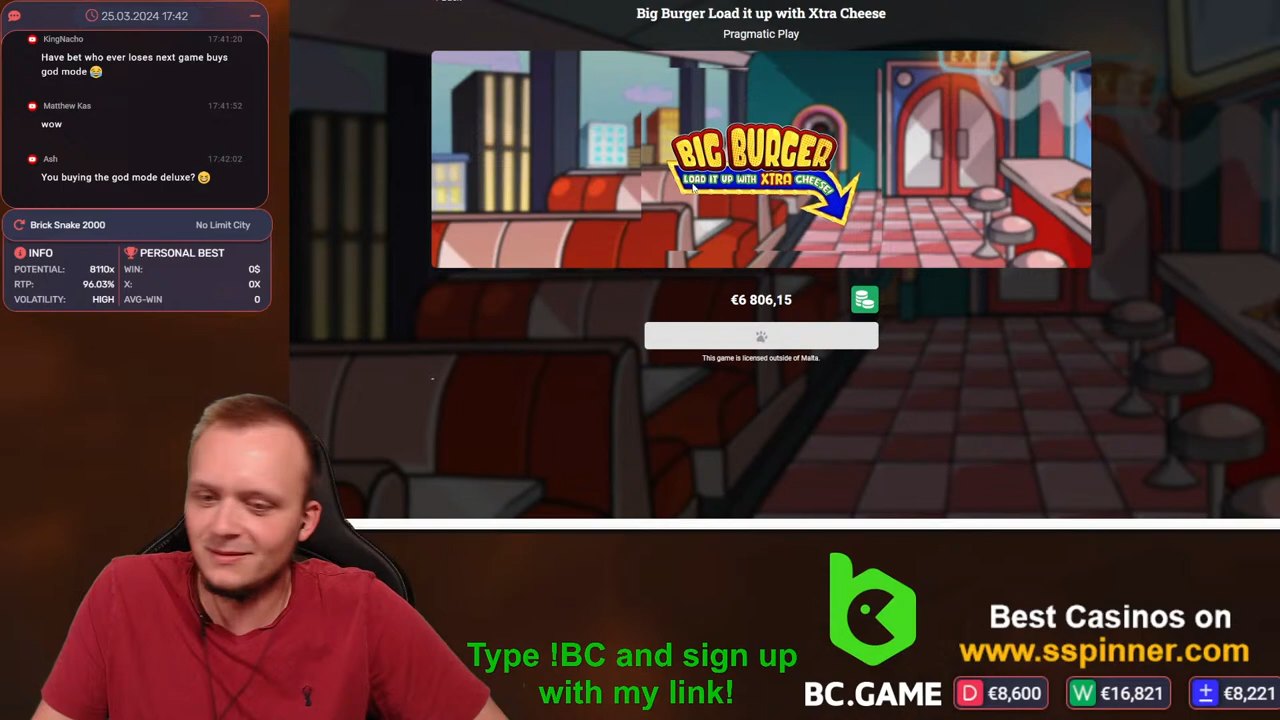 25.03.2024 17:42
KingNacho 17:41:20
Have bet who ever loses next game buys
god mode 😂
Matthew Kas 17:41:52
wow
Ash 17:42:02
You buying the god mode deluxe? 😏
Brick Snake 2000 No Limit City
INFO
POTENTIAL: 8110x
RTP: 96.03%
VOLATILITY: HIGH
PERSONAL BEST
WIN: 0$
X: 0X
AVG-WIN 0
Big Burger Load it up with Xtra Cheese
Pragmatic Play
BIG BURGER
LOAD IT UP WITH XTRA CHEESE!
€6 806,15
This game is licensed outside of Malta.
Type !BC and sign up
with my link!
BC.GAME
Best Casinos on
www.sspinner.com
D €8,600 W €16,821 ± €8,221